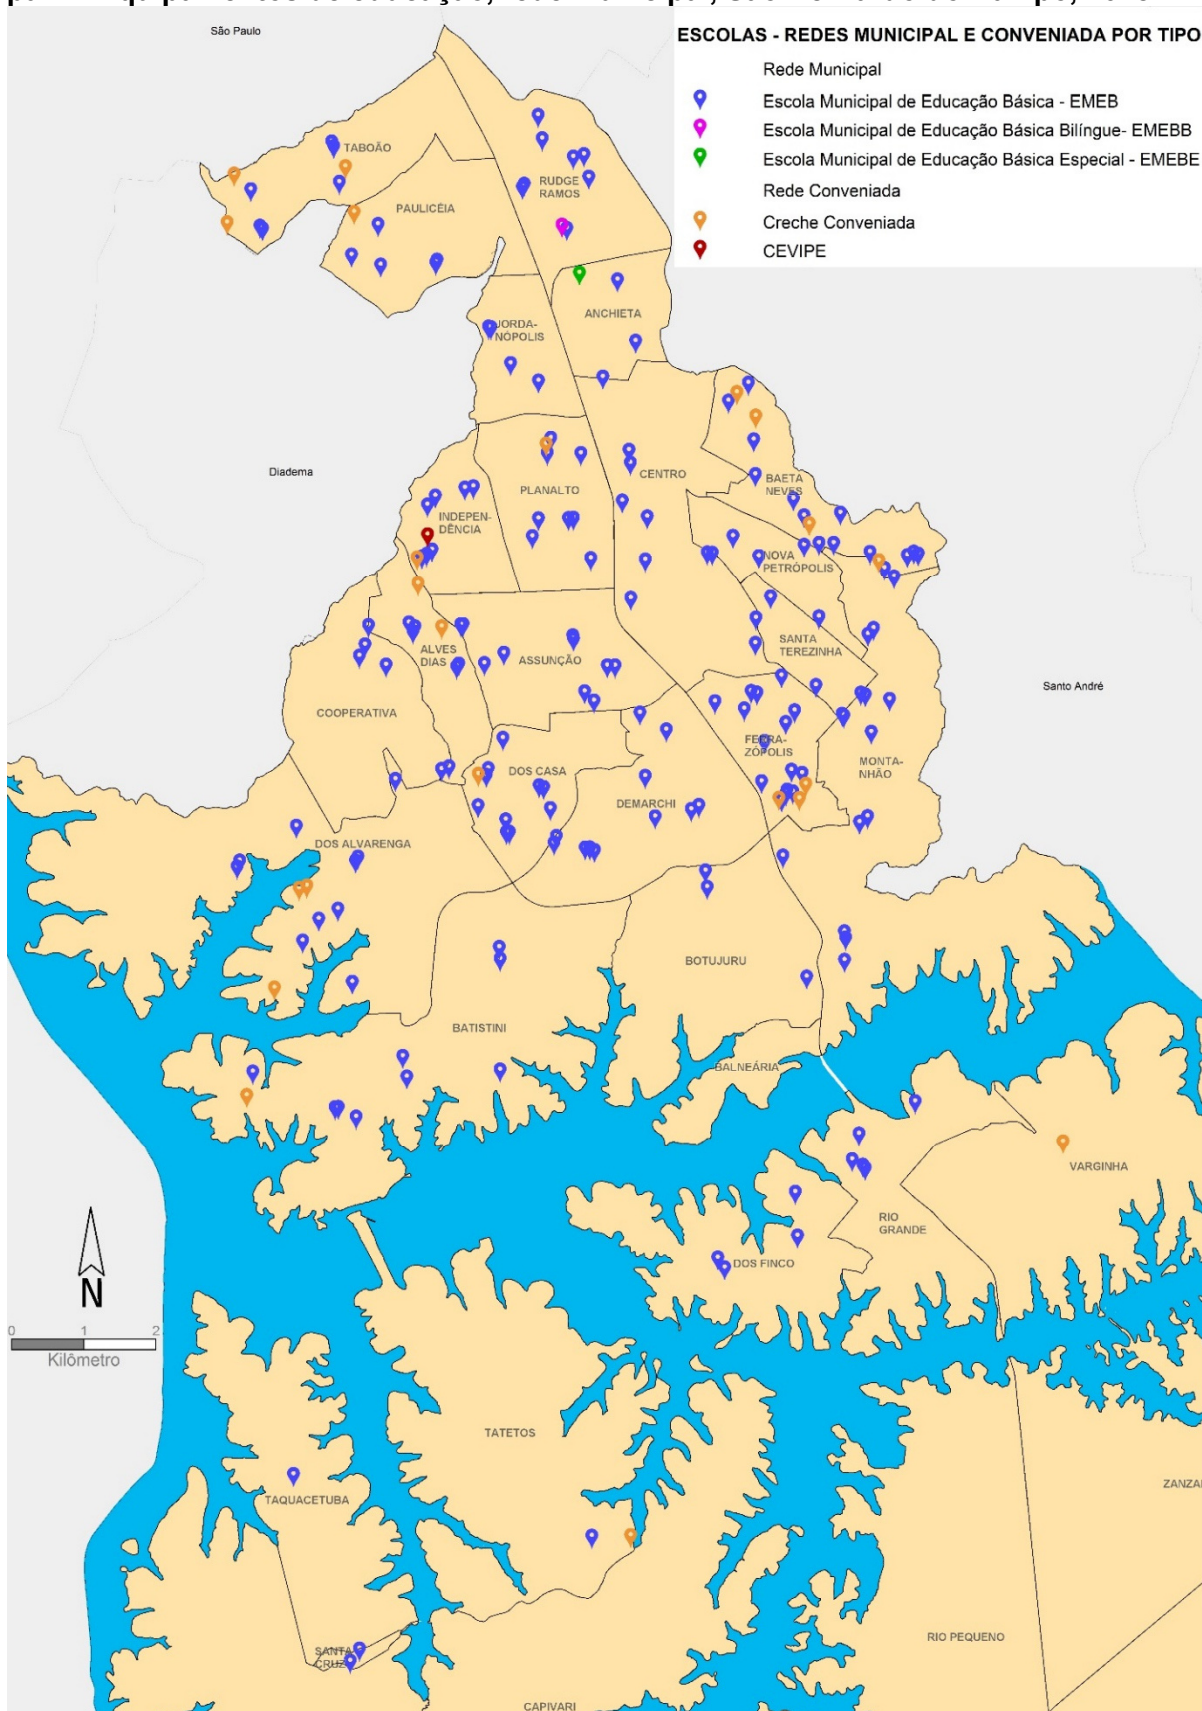 São Paulo
ESCOLAS - REDES MUNICIPAL E CONVENIADA POR TIPO
Rede Municipal
Escola Municipal de Educação Básica - EMEB
Escola Municipal de Educação Básica Bilíngue- EMEBB
Escola Municipal de Educação Básica Especial - EMEBE
Rede Conveniada
Creche Conveniada
CEVIPE
TABOÃO
RUDGE
RAMOS
PAULICÉIA
ANCHIETA
JORDA-
NÓPOLIS
Diadema
CENTRO
BAETA
NEVES
PLANALTO
INDEPEN-
DÊNCIA
NOVA
PETRÓPOLIS
SANTA
TEREZINHA
ALVES
DIAS
ASSUNÇÃO
Santo André
COOPERATIVA
FERRA-
ZÓPOLIS
MONTA-
NHÃO
DOS CASA
DEMARCHI
DOS ALVARENGA
BOTUJURU
BATISTINI
BALNEÁRIA
VARGINHA
RIO
GRANDE
DOS FINCO
N
0 1 2
Kilômetro
TATETOS
TAQUACETUBA
ZANZA
RIO PEQUENO
SANTA
CRUZ
CAPIVARI